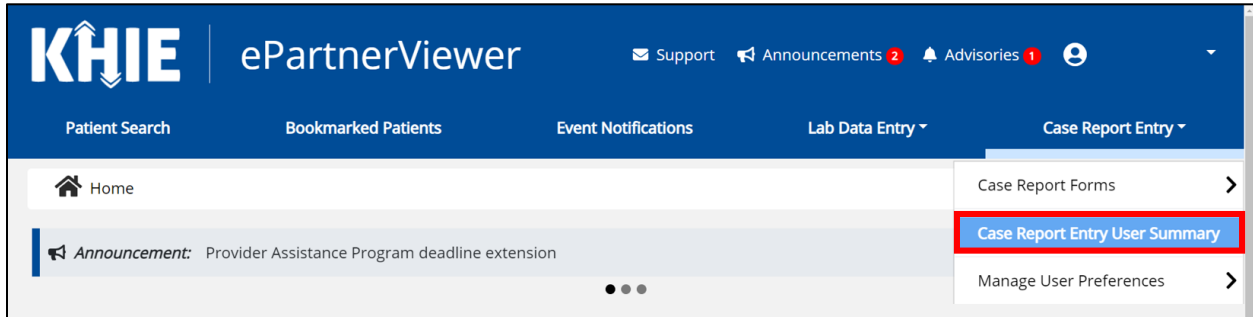 KHIE ePartnerViewer Support Announcements 2 Advisories 1
Patient Search Bookmarked Patients Event Notifications Lab Data Entry Case Report Entry
Home
Case Report Forms
Case Report Entry User Summary
Announcement: Provider Assistance Program deadline extension
Manage User Preferences